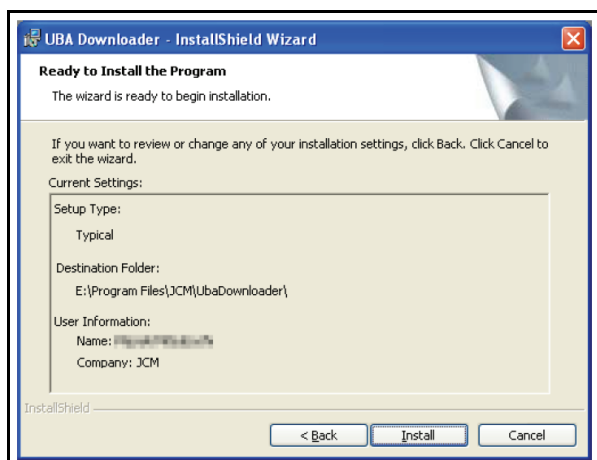 UBA Downloader - InstallShield Wizard
Ready to Install the Program
The wizard is ready to begin installation.
If you want to review or change any of your installation settings, click Back. Click Cancel to
exit the wizard.
Current Settings:
Setup Type:
Typical
Destination Folder:
E:\Program Files\JCM\UbaDownloader\
User Information:
Name:
Company: JCM
InstallShield
< Back
Install
Cancel